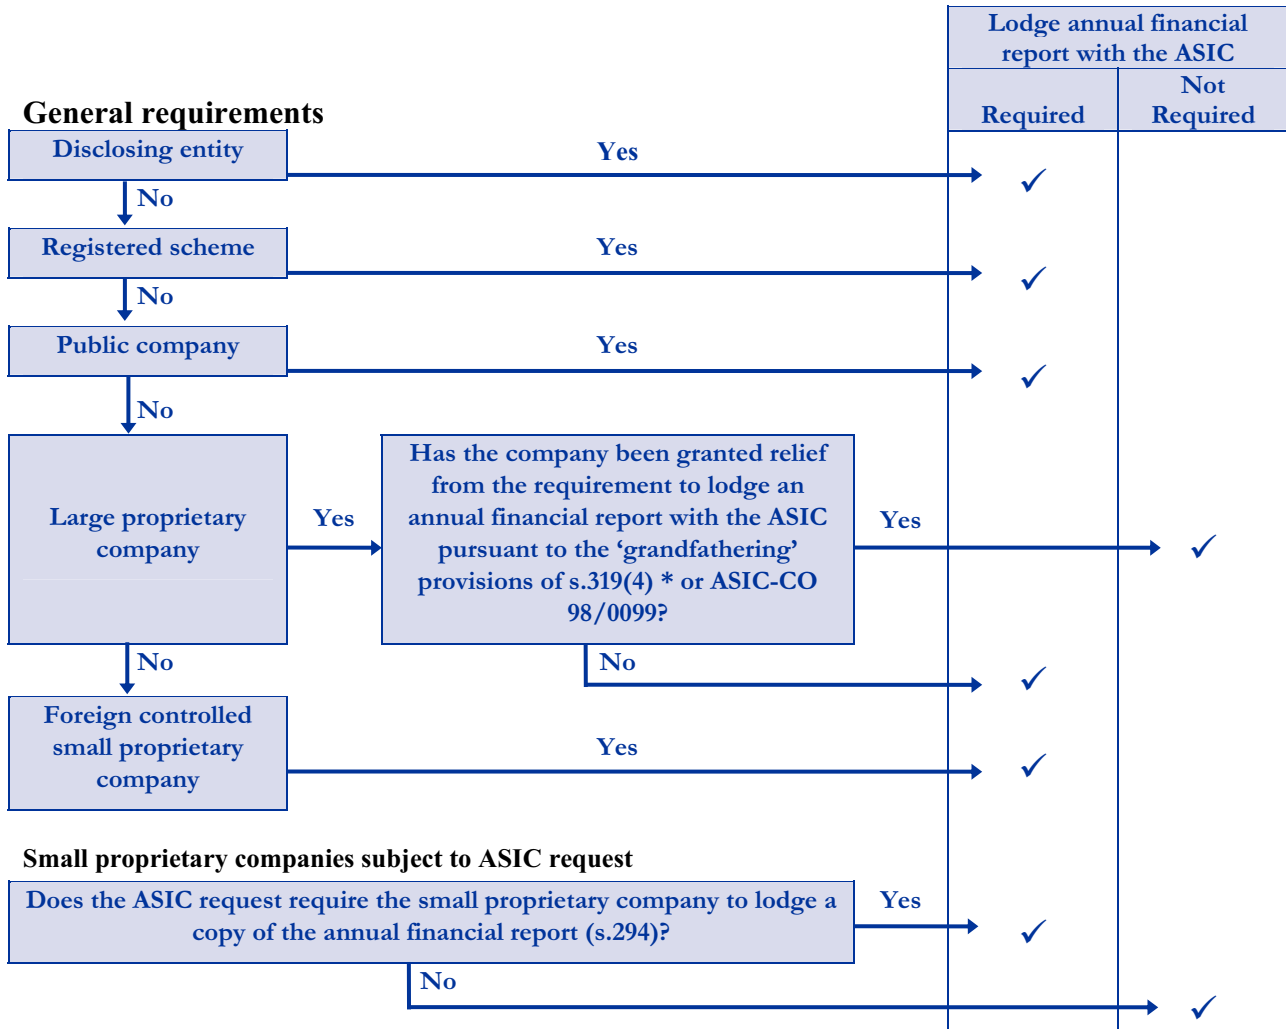 Lodge annual financial
report with the ASIC
Required
Not
Required
General requirements
Disclosing entity
Yes
✓
No
Registered scheme
Yes
✓
No
Public company
Yes
✓
No
Large proprietary
company
Yes
Has the company been granted relief
from the requirement to lodge an
annual financial report with the ASIC
pursuant to the ‘grandfathering’
provisions of s.319(4) * or ASIC-CO
98/0099?
Yes
✓
No
✓
No
Foreign controlled
small proprietary
company
Yes
✓
Small proprietary companies subject to ASIC request
Does the ASIC request require the small proprietary company to lodge a
copy of the annual financial report (s.294)?
Yes
✓
No
✓